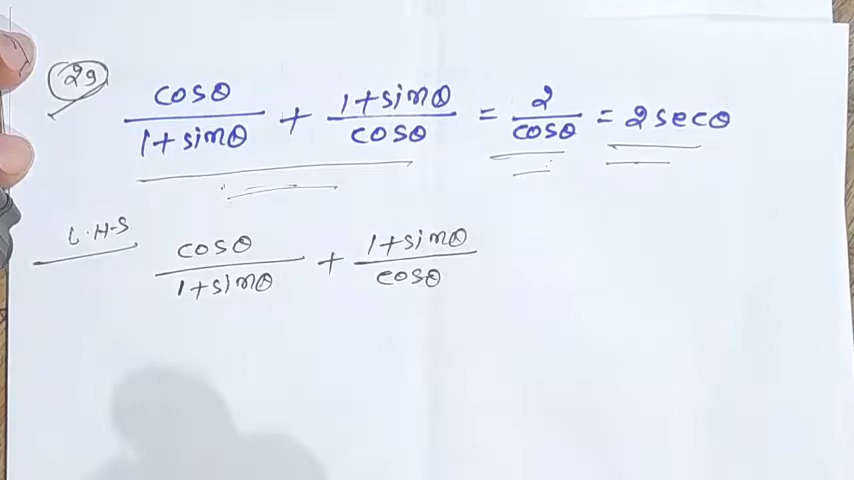 29 cosθ/1+sinθ + 1+sinθ/cosθ = 2/cosθ = 2secθ
L.H-S cosθ/1+sinθ + 1+sinθ/cosθ